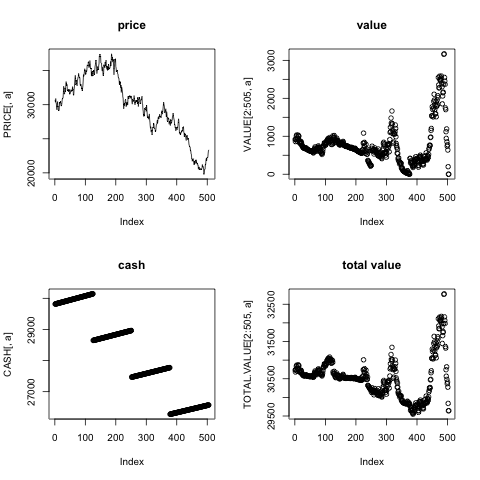 price
PRICE[, a]
20000
30000
0 100 200 300 400 500
Index
value
VALUE[2:505, a]
0
1000
2000
3000
0 100 200 300 400 500
Index
cash
CASH[, a]
27000
29000
0 100 200 300 400 500
Index
total value
TOTAL.VALUE[2:505, a]
29500
30500
31500
32500
0 100 200 300 400 500
Index